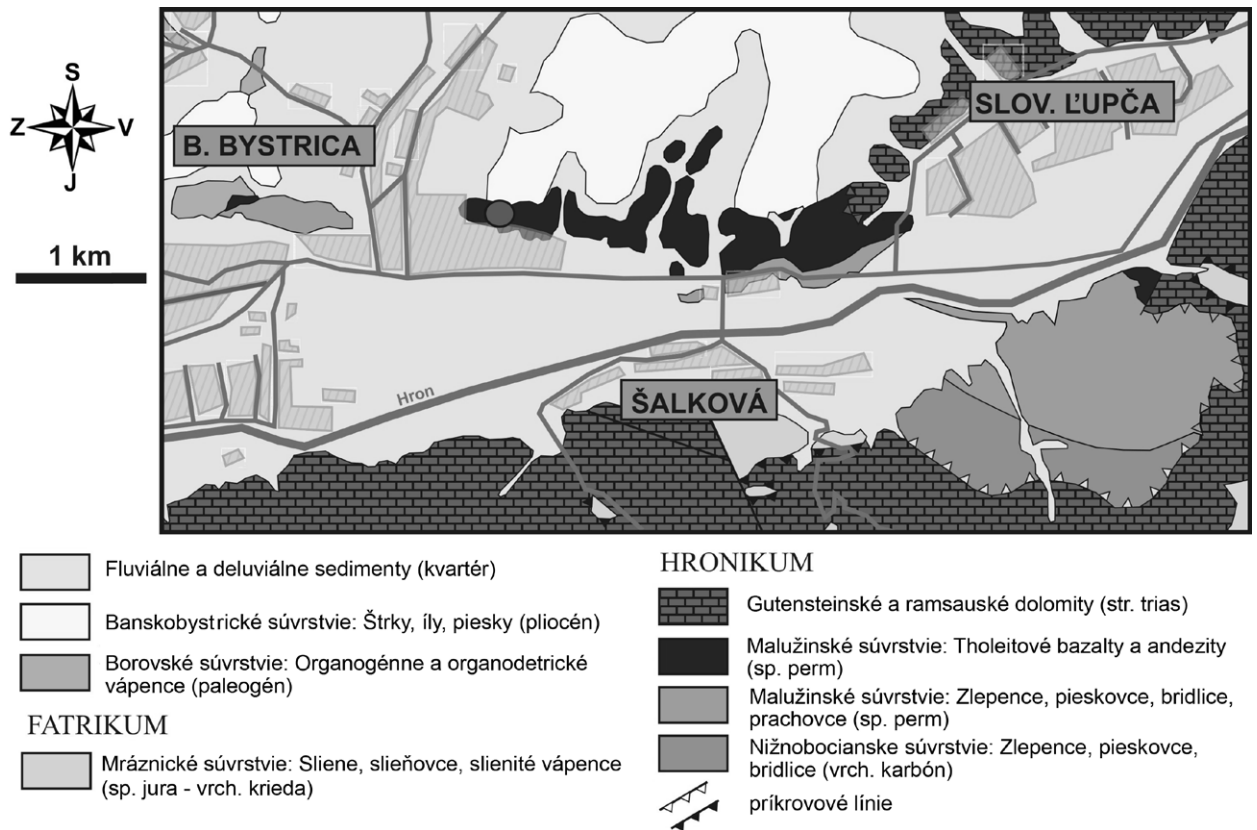 S
Z V
J
1 km
B. BYSTRICA
SLOV. ĽUPČA
Hron
ŠALKOVÁ
Fluviálne a deluviálne sedimenty (kvartér)
Banskobystrické súvrstvie: Štrky, íly, piesky (pliocén)
Borovské súvrstvie: Organogénne a organodetrické
vápence (paleogén)
FATRIKUM
Mráznické súvrstvie: Sliene, slieňovce, slienité vápence
(sp. jura - vrch. krieda)
HRONIKUM
Gutensteinské a ramsauské dolomity (str. trias)
Malužinské súvrstvie: Tholeitové bazalty a andezity
(sp. perm)
Malužinské súvrstvie: Zlepence, pieskovce, bridlice,
prachovce (sp. perm)
Nižnobocianske súvrstvie: Zlepence, pieskovce,
bridlice (vrch. karbón)
príkrovové línie